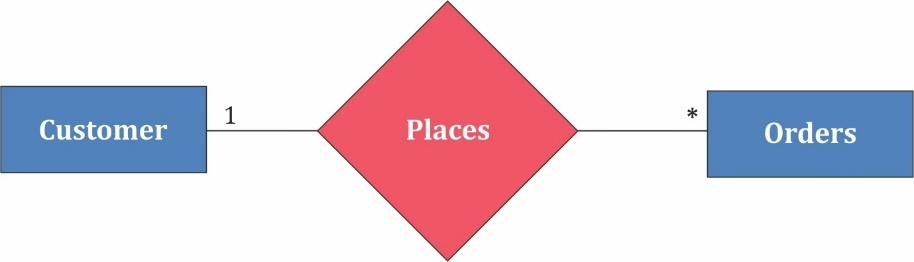 Customer
1
Places
*
Orders